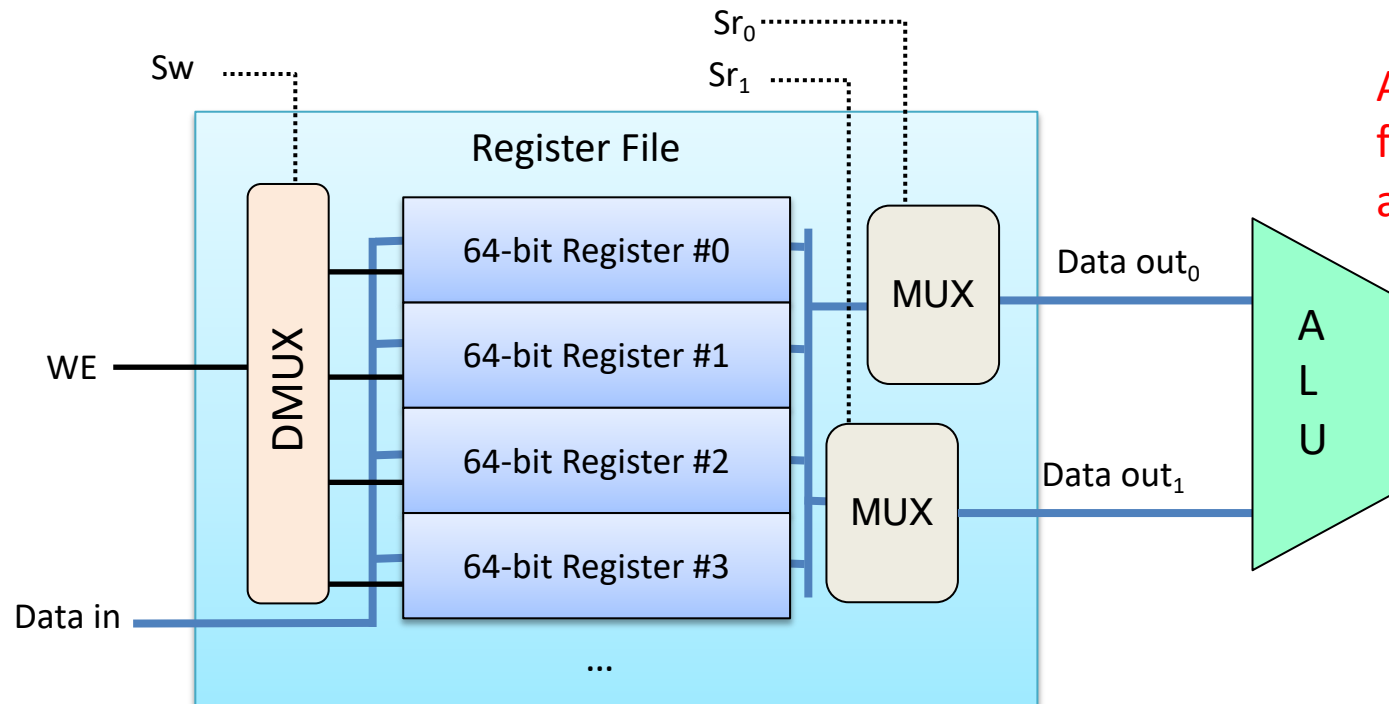 Sr₀
Sw
Sr₁
Register File
64-bit Register #0
64-bit Register #1
64-bit Register #2
64-bit Register #3
...
WE
DMUX
Data in
MUX
MUX
Data out₀
Data out₁
A
L
U
A
f
a